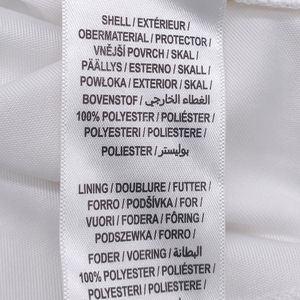 SHELL / EXTÉRIEUR /
OBERMATERIAL / PROTECTOR /
VNĚJŠÍ POVRCH / SKAL /
PÄÄLLYS / ESTERNO / SKALL /
POWŁOKA / EXTERIOR / SKAL /
BOVENSTOF / الغطاء الخارجي /
100% POLYESTER / POLIÉSTER /
POLYESTERI / POLIESTERE /
POLIESTER / بوليستر
LINING / DOUBLURE / FUTTER /
FORRO / PODŠÍVKA / FOR /
VUORI / FODERA / FÔRING /
PODSZEWKA / FORRO /
FODER / VOERING / البطانة /
100% POLYESTER / POLIÉSTER /
POLYESTERI / POLIESTERE /